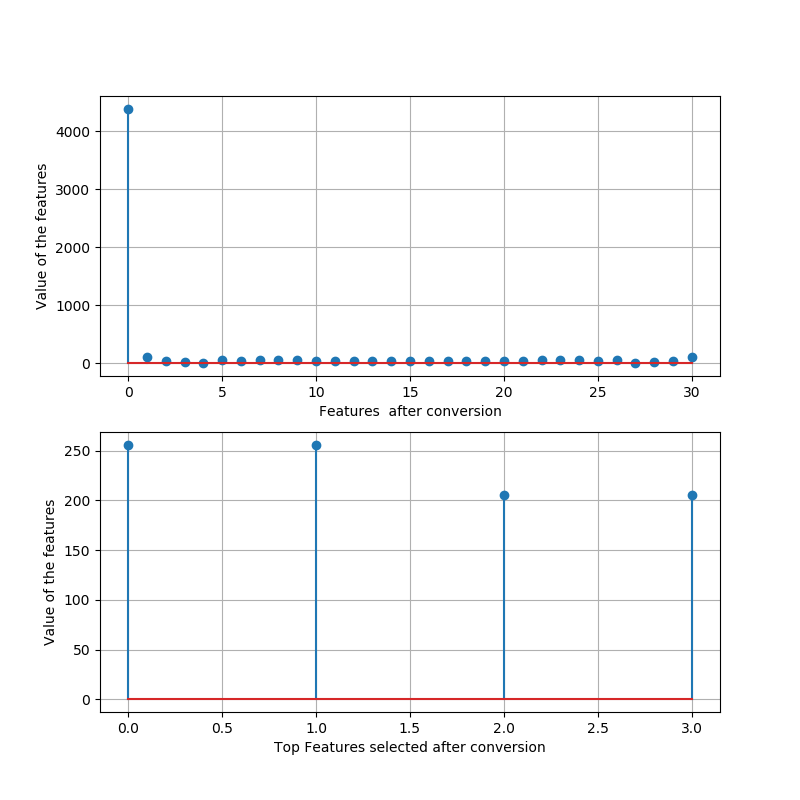 4000
3000
2000
1000
0
Value of the features
0 5 10 15 20 25 30
Features  after conversion
250
200
150
100
50
0
Value of the features
0.0 0.5 1.0 1.5 2.0 2.5 3.0
Top Features selected after conversion